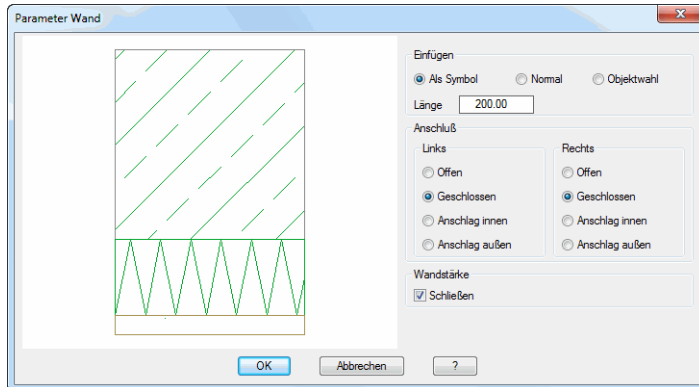 Parameter Wand
Einfügen
Als Symbol Normal Objektwahl
Länge 200.00
Anschluß
Links
Offen
Geschlossen
Anschlag innen
Anschlag außen
Rechts
Offen
Geschlossen
Anschlag innen
Anschlag außen
Wandstärke
Schließen
OK Abbrechen ?